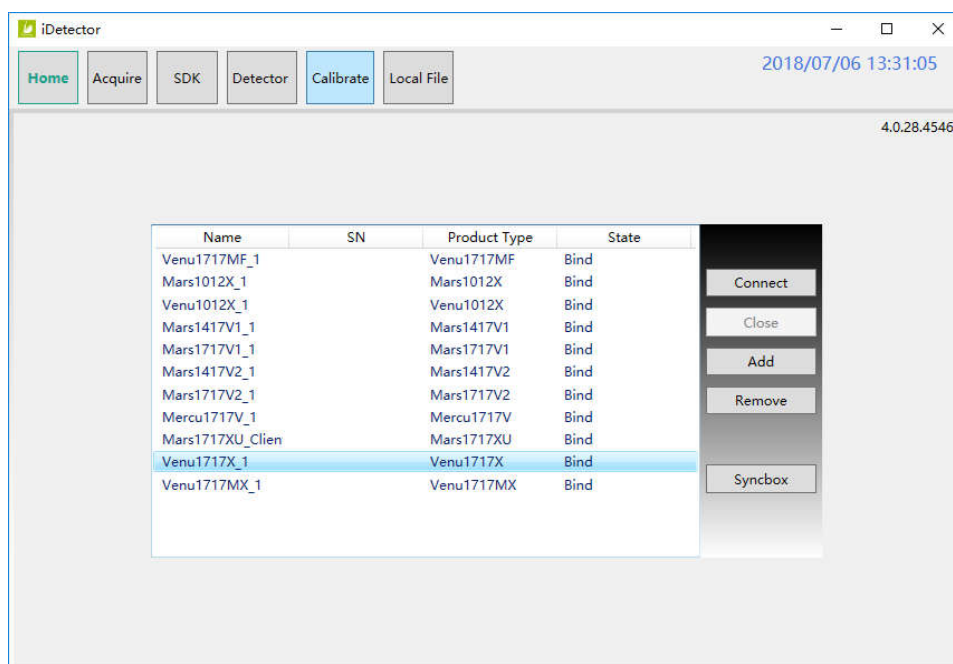 iDetector
Home Acquire SDK Detector Calibrate Local File
2018/07/06 13:31:05
4.0.28.4546
Name SN Product Type State
Venu1717MF_1 Venu1717MF Bind
Mars1012X_1 Mars1012X Bind
Venu1012X_1 Venu1012X Bind
Mars1417V1_1 Mars1417V1 Bind
Mars1717V1_1 Mars1717V1 Bind
Mars1417V2_1 Mars1417V2 Bind
Mars1717V2_1 Mars1717V2 Bind
Mercu1717V_1 Mercu1717V Bind
Mars1717XU_Clien Mars1717XU Bind
Venu1717X_1 Venu1717X Bind
Venu1717MX_1 Venu1717MX Bind
Connect
Close
Add
Remove
Syncbox